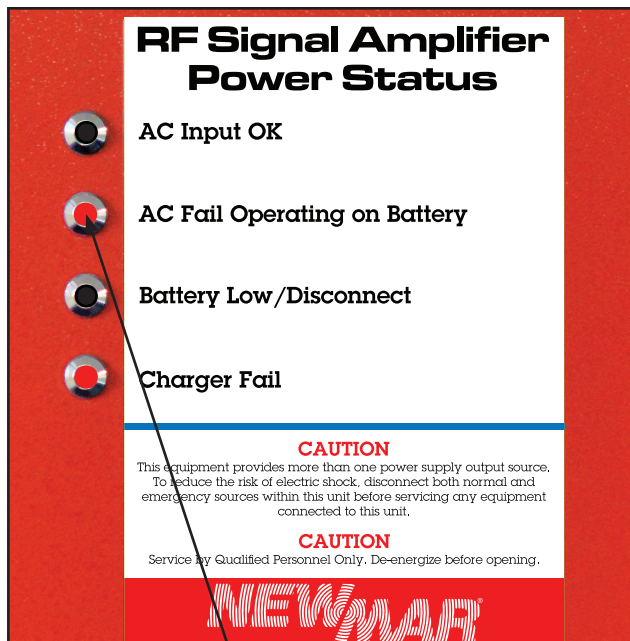 RF Signal Amplifier
Power Status
AC Input OK
AC Fail Operating on Battery
Battery Low/Disconnect
Charger Fail
CAUTION
This equipment provides more than one power supply output source.
To reduce the risk of electric shock, disconnect both normal and
emergency sources within this unit before servicing any equipment
connected to this unit.
CAUTION
Service by Qualified Personnel Only. De-energize before opening.
NEWMAR®